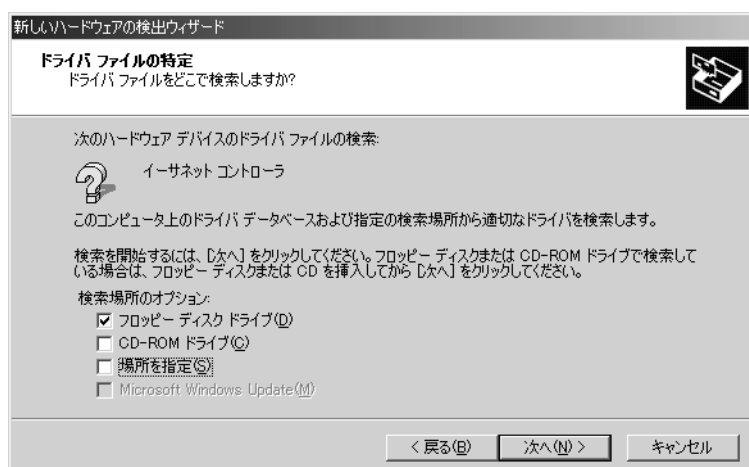 新しいハードウェアの検出ウィザード
ドライバ ファイルの特定
ドライバ ファイルをどこで検索しますか?
次のハードウェア デバイスのドライバ ファイルの検索:
イーサネット コントローラ
このコンピュータ上のドライバ データベースおよび指定の検索場所から適切なドライバを検索します。
検索を開始するには、[次へ] をクリックしてください。フロッピー ディスクまたは CD-ROM ドライブで検索して
いる場合は、フロッピー ディスクまたは CD を挿入してから [次へ] をクリックしてください。
検索場所のオプション:
フロッピー ディスク ドライブ(D)
CD-ROM ドライブ(C)
場所を指定(S)
Microsoft Windows Update(M)
< 戻る(B) 次へ(N) > キャンセル